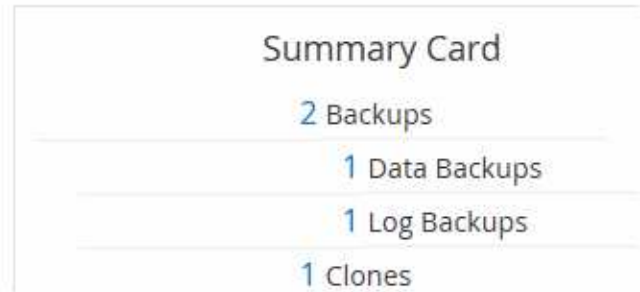 Summary Card
2 Backups
1 Data Backups
1 Log Backups
1 Clones